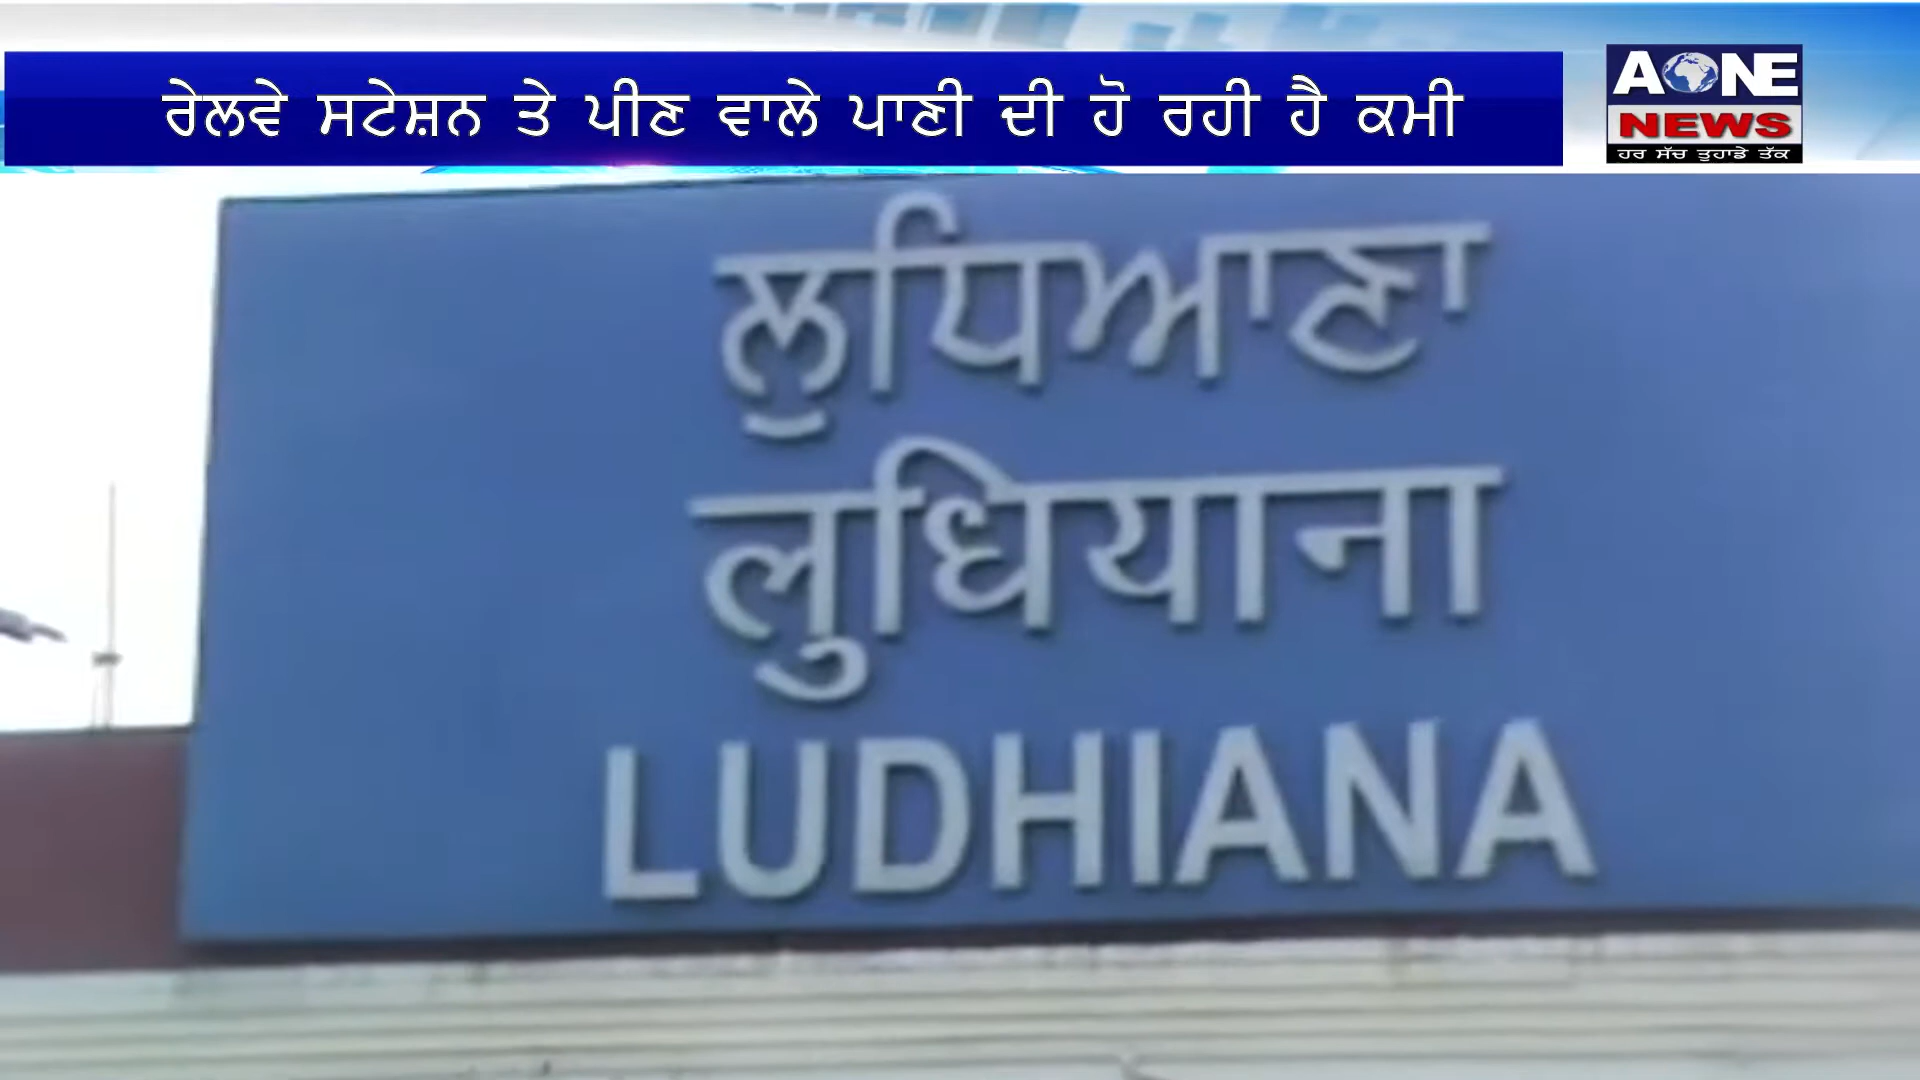 ਰੇਲਵੇ ਸਟੇਸ਼ਨ ਤੇ ਪੀਣ ਵਾਲੇ ਪਾਣੀ ਦੀ ਹੋ ਰਹੀ ਹੈ ਕਮੀ
AONE
NEWS
ਹਰ ਸੱਚ ਤੁਹਾਡੇ ਤੱਕ
ਲੁਧਿਆਣਾ
लुधियाना
LUDHIANA